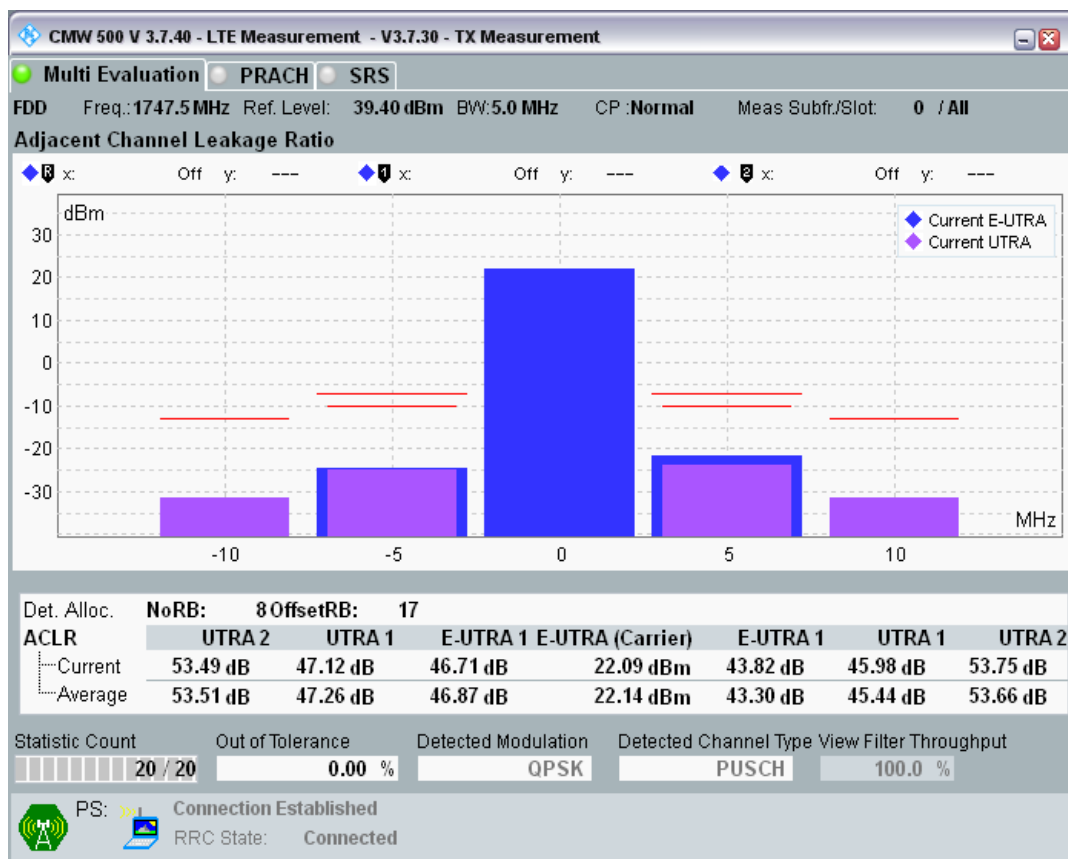 CMW 500 V 3.7.40 - LTE Measurement - V3.7.30 - TX Measurement
Multi Evaluation PRACH SRS
FDD Freq.: 1747.5 MHz Ref. Level: 39.40 dBm BW: 5.0 MHz CP : Normal Meas Subfr./Slot: 0 / All
Adjacent Channel Leakage Ratio
R x: Off y: --- 1 x: Off y: --- 2 x: Off y: ---
dBm
Current E-UTRA
Current UTRA
30
20
10
0
-10
-20
-30
MHz
-10 -5 0 5 10
Det. Alloc. NoRB: 8 OffsetRB: 17
ACLR UTRA 2 UTRA 1 E-UTRA 1 E-UTRA (Carrier) E-UTRA 1 UTRA 1 UTRA 2
Current 53.49 dB 47.12 dB 46.71 dB 22.09 dBm 43.82 dB 45.98 dB 53.75 dB
Average 53.51 dB 47.26 dB 46.87 dB 22.14 dBm 43.30 dB 45.44 dB 53.66 dB
Statistic Count Out of Tolerance Detected Modulation Detected Channel Type View Filter Throughput
20 / 20 0.00 % QPSK PUSCH 100.0 %
PS: Connection Established
RRC State: Connected